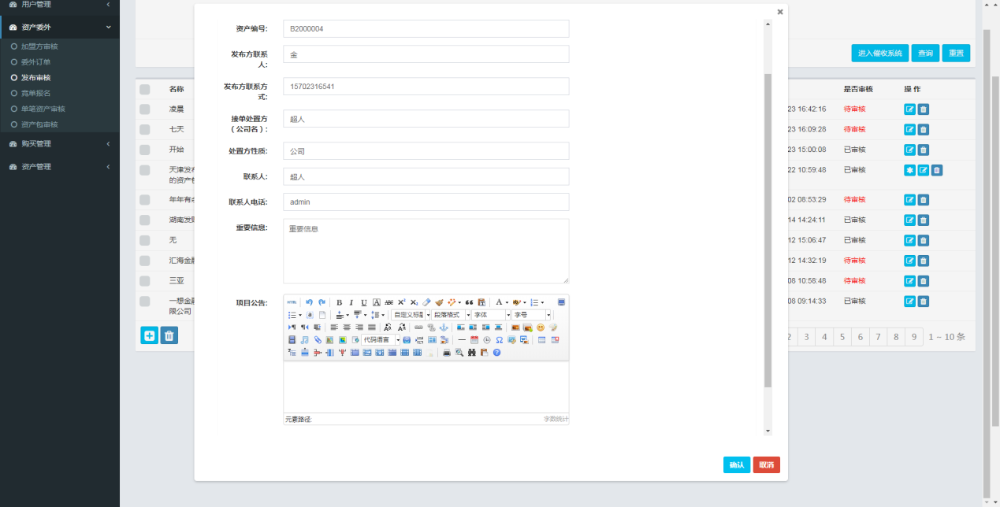 用户管理
资产委外
加盟方审核
委外订单
发布审核
竞单报名
单笔资产审核
资产包审核
购买管理
资产管理
进入催收系统 查询 重置
名称
凌晨
七天
开始
天津发布
的资产包
年年有余
湖南发财
无
汇海金融
三亚
一想金融
限公司
×
资产编号: B2000004
发布方联系
人: 金
发布方联系方
式: 15702316541
接单处置方
(公司名): 超人
处置方性质: 公司
联系人: 超人
联系人电话: admin
重要信息: 重要信息
项目公告:
HTML B I U A ABC X² X₂ A
自定义标题 段落格式 字体 字号
代码语言
元素路径: 字数统计
确认 取消
是否审核 操 作
23 16:42:16 待审核
23 16:09:28 待审核
23 15:00:08 已审核
22 10:59:48 已审核
02 08:53:29 待审核
14 14:24:11 已审核
12 15:06:47 已审核
12 14:32:19 待审核
08 10:58:48 待审核
08 09:14:33 已审核
2 3 4 5 6 7 8 9 1 ~ 10 条